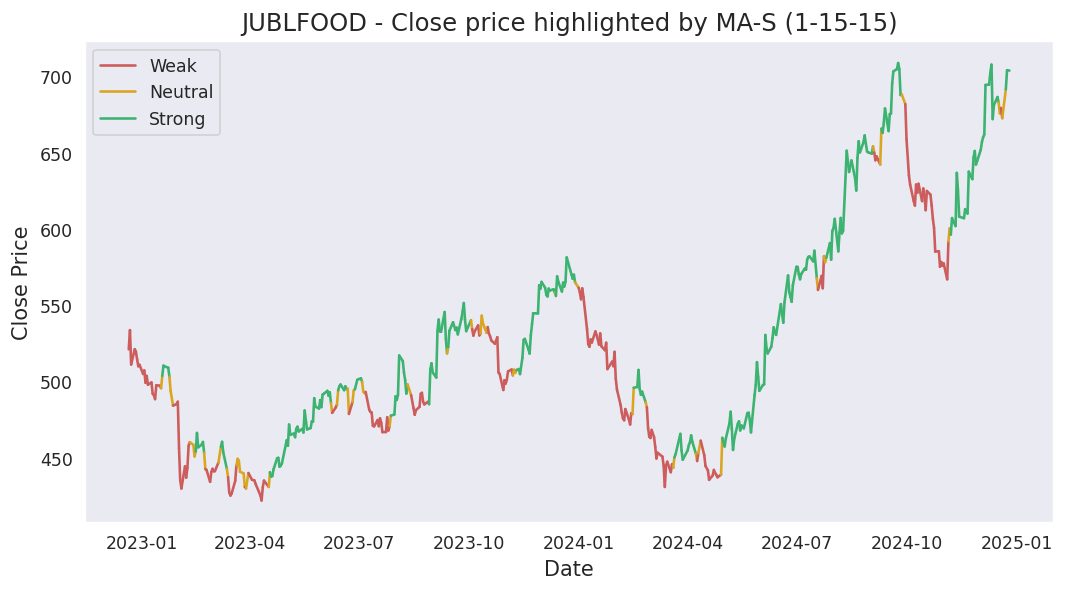 JUBLFOOD - Close price highlighted by MA-S (1-15-15)
Weak
Neutral
Strong
Close Price
700
650
600
550
500
450
2023-01 2023-04 2023-07 2023-10 2024-01 2024-04 2024-07 2024-10 2025-01
Date